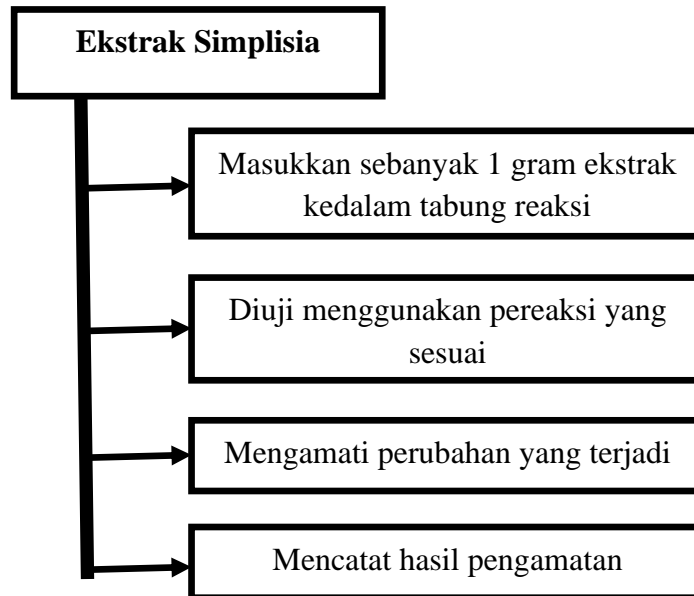 Ekstrak Simplisia
Masukkan sebanyak 1 gram ekstrak
kedalam tabung reaksi
Diuji menggunakan pereaksi yang
sesuai
Mengamati perubahan yang terjadi
Mencatat hasil pengamatan